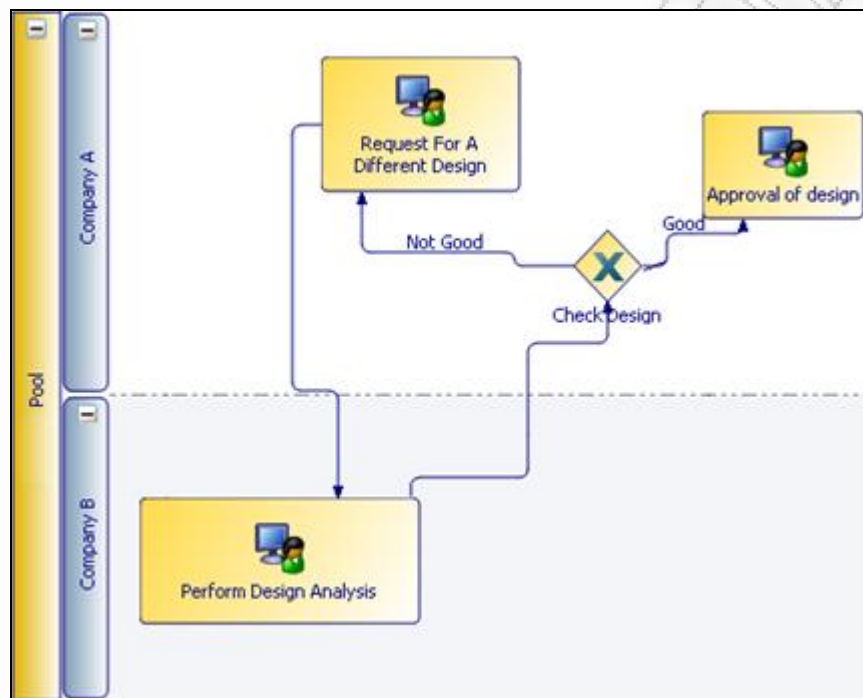 Pool
Company A
Request For A
Different Design
Approval of design
Good
Not Good
Check Design
Company B
Perform Design Analysis